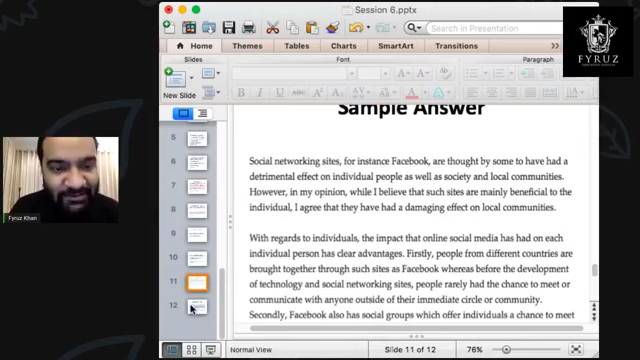 Session 6.pptx
Search in Presentation
Home Themes Tables Charts SmartArt Transitions
Slides Font Paragraph
New Slide
FYRUZ
Sample Answer
Social networking sites, for instance Facebook, are thought by some to have had a
detrimental effect on individual people as well as society and local communities.
However, in my opinion, while I believe that such sites are mainly beneficial to the
individual, I agree that they have had a damaging effect on local communities.
With regards to individuals, the impact that online social media has had on each
individual person has clear advantages. Firstly, people from different countries are
brought together through such sites as Facebook whereas before the development
of technology and social networking sites, people rarely had the chance to meet or
communicate with anyone outside of their immediate circle or community.
Secondly, Facebook also has social groups which offer individuals a chance to meet
5
6
7
8
9
10
11
12
Fyruz Khan
Normal View Slide 11 of 12 76%